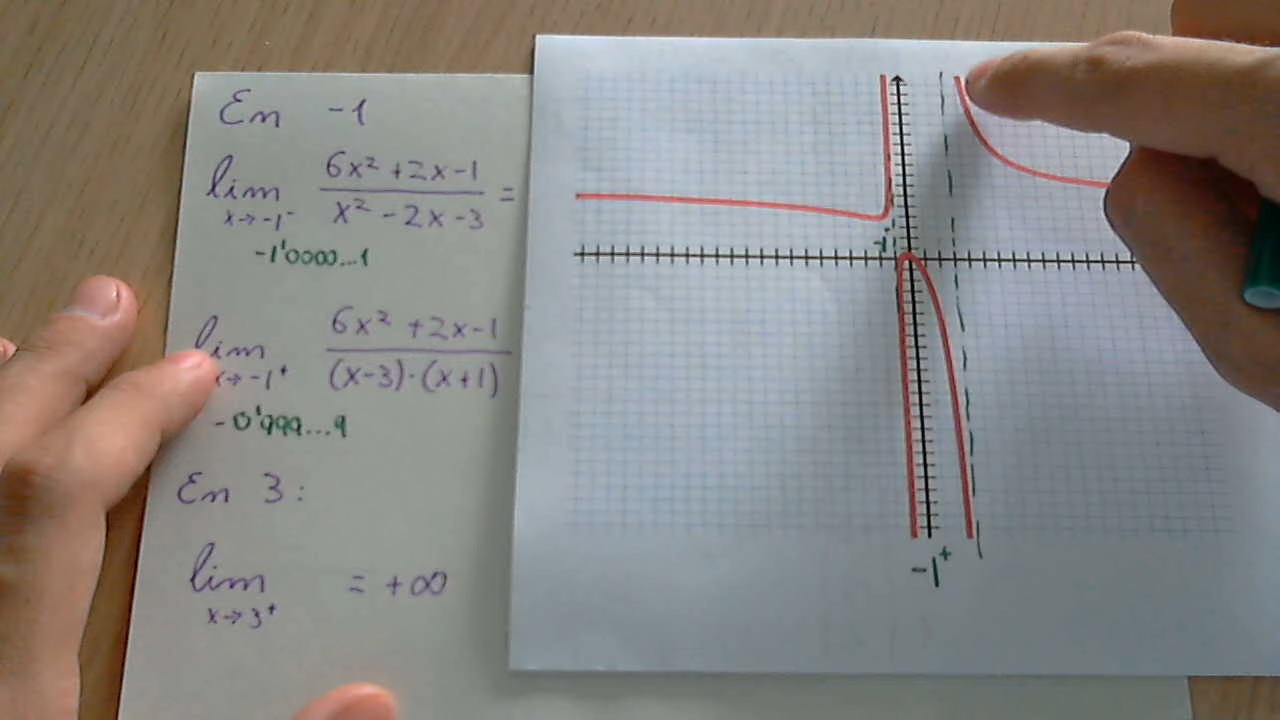 En -1
lim x→-1⁻ 6x² +2x-1 / x² - 2x - 3 =
-1'0000...1
lim x→-1⁺ 6x² +2x-1 / (x-3)·(x+1)
-0'999...9
En 3:
lim x→3⁺ = +∞
-1⁻
-1⁺